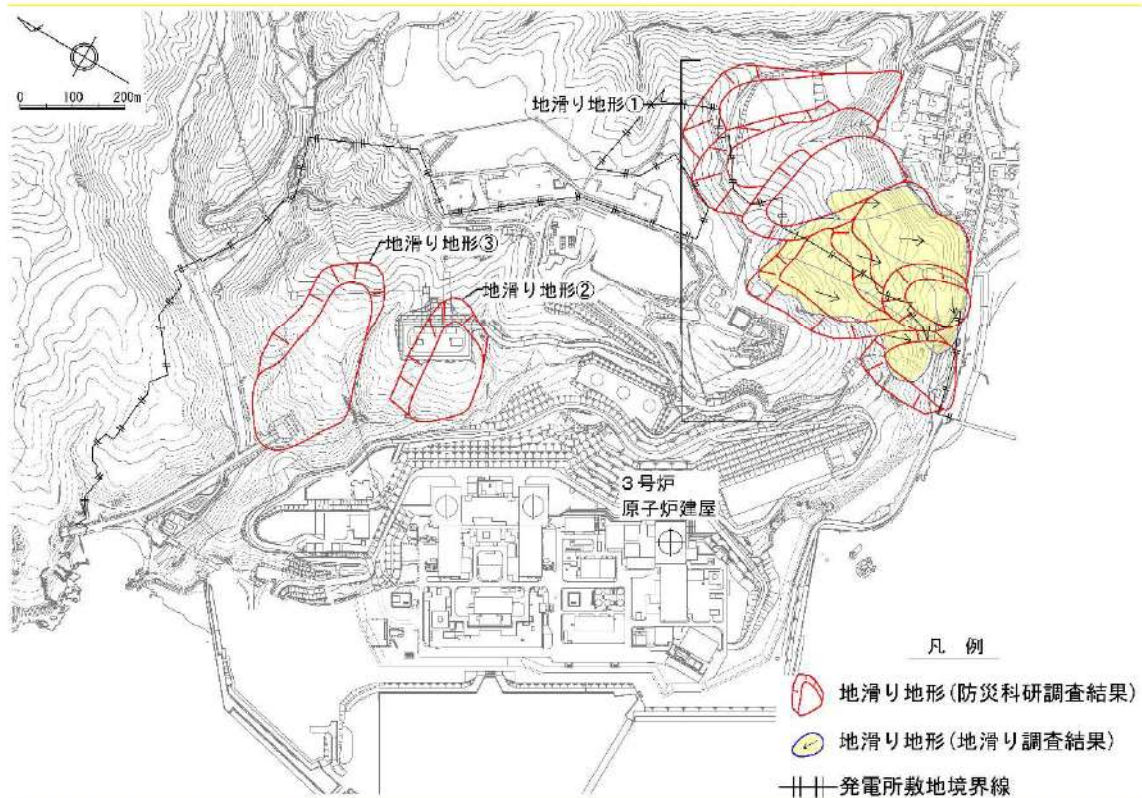 0 100 200m
地滑り地形①
地滑り地形③
地滑り地形②
3号炉
原子炉建屋
凡 例
地滑り地形(防災科研調査結果)
地滑り地形(地滑り調査結果)
発電所敷地境界線